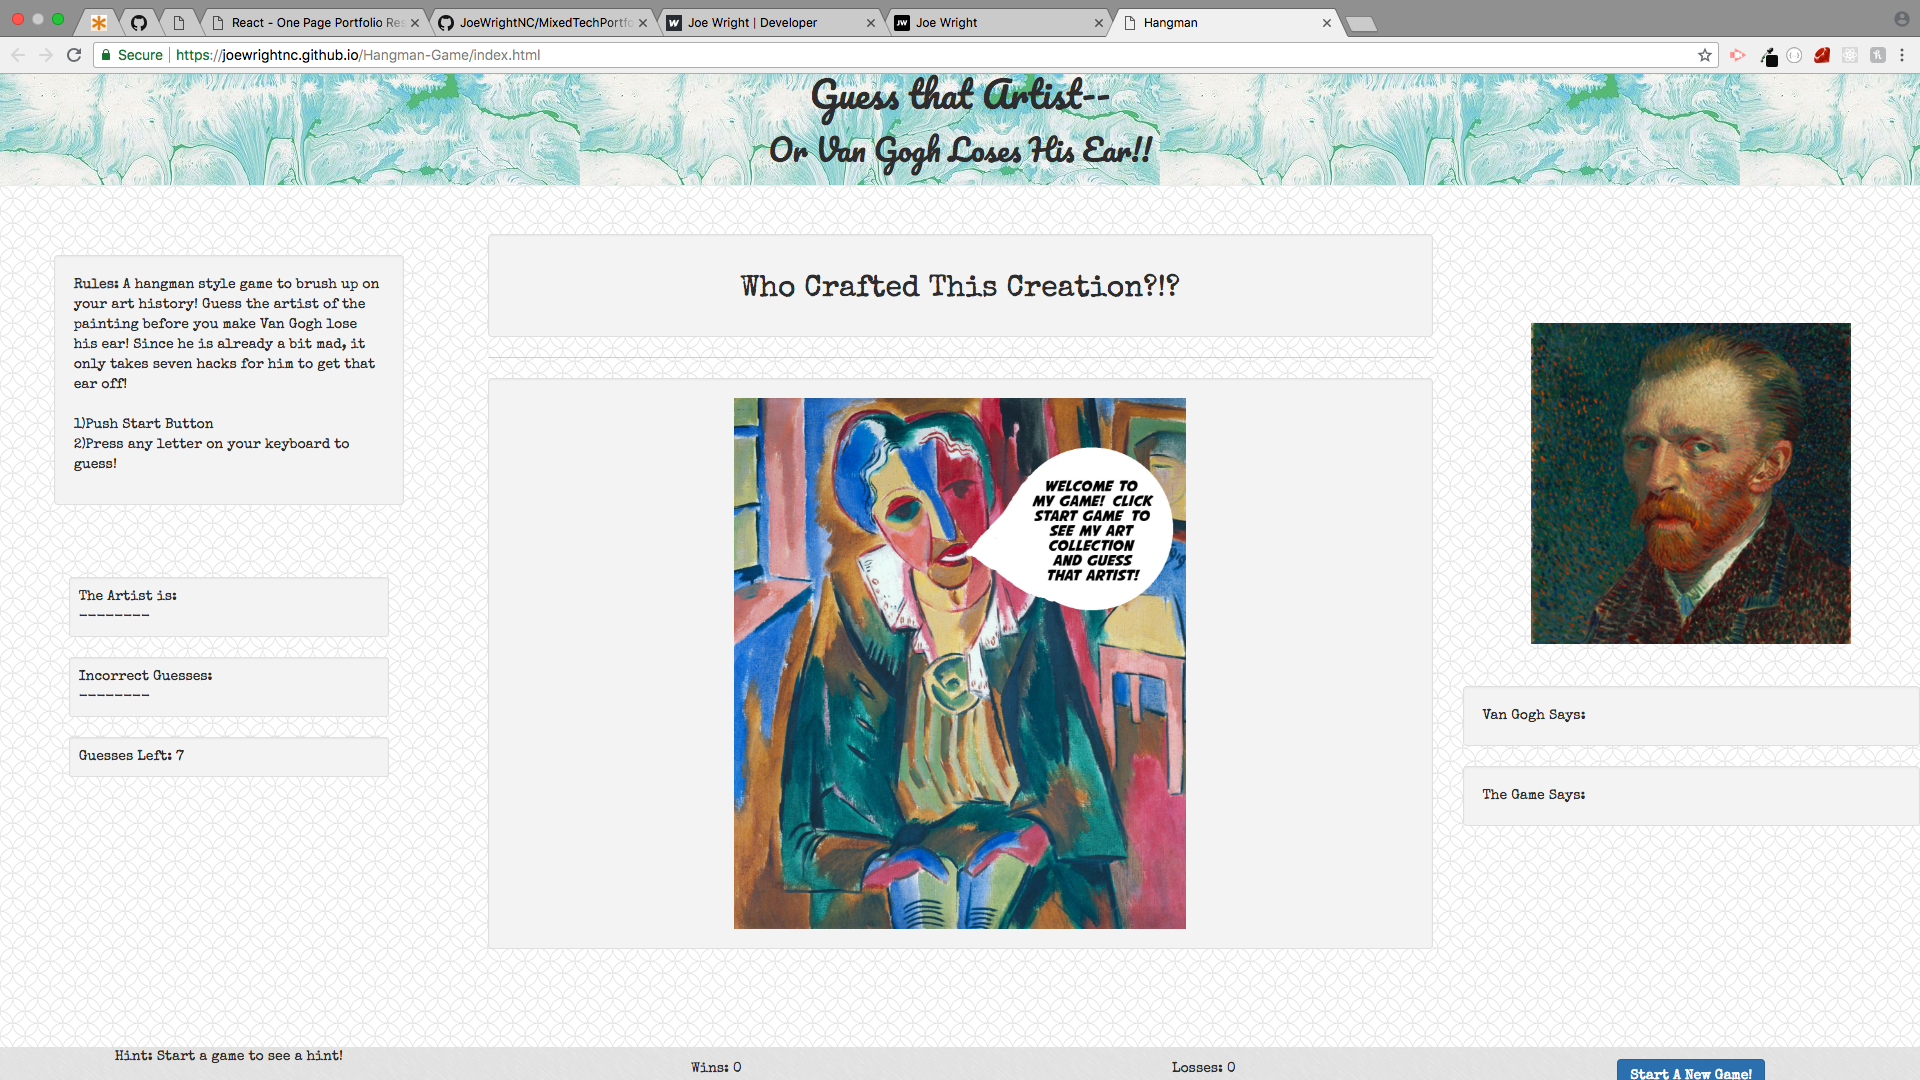 React - One Page Portfolio Res
JoeWrightNC/MixedTechPortfo
Joe Wright | Developer
JW
Joe Wright
Hangman
Secure
https://joewrightnc.github.io/Hangman-Game/index.html
Guess that Artist--
Or Van Gogh Loses His Ear!!
Rules: A hangman style game to brush up on
your art history! Guess the artist of the
painting before you make Van Gogh lose
his ear! Since he is already a bit mad, it
only takes seven hacks for him to get that
ear off!
1)Push Start Button
2)Press any letter on your keyboard to
guess!
The Artist is:
--------
Incorrect Guesses:
--------
Guesses Left: 7
Who Crafted This Creation?!?
WELCOME TO
MY GAME! CLICK
START GAME TO
SEE MY ART
COLLECTION
AND GUESS
THAT ARTIST!
Van Gogh Says:
The Game Says:
Hint: Start a game to see a hint!
Wins: 0
Losses: 0
Start A New Game!